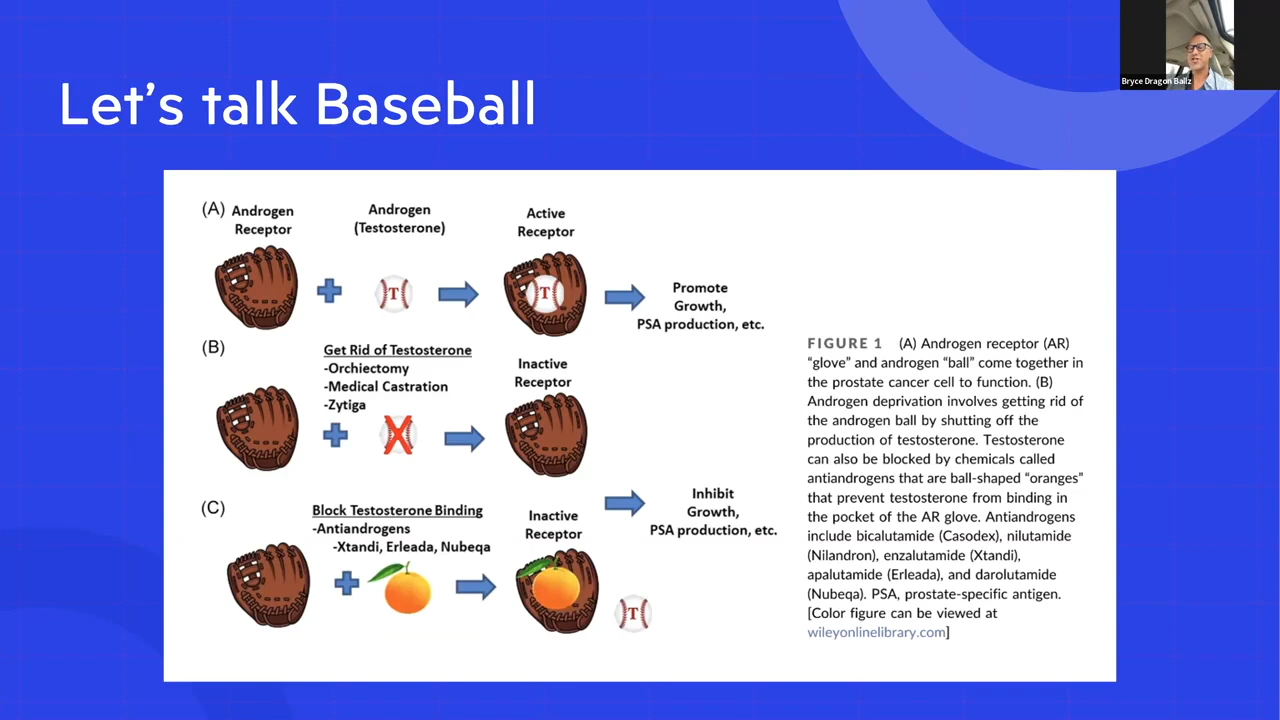 Bryce Dragon Ballz
Let's talk Baseball
(A)
Androgen
Receptor
Androgen
(Testosterone)
Active
Receptor
T
T
Promote
Growth,
PSA production, etc.
(B)
Get Rid of Testosterone
-Orchiectomy
-Medical Castration
-Zytiga
Inactive
Receptor
(C)
Block Testosterone Binding
-Antiandrogens
-Xtandi, Erleada, Nubeqa
Inactive
Receptor
T
Inhibit
Growth,
PSA production, etc.
FIGURE 1 (A) Androgen receptor (AR)
"glove" and androgen "ball" come together in
the prostate cancer cell to function. (B)
Androgen deprivation involves getting rid of
the androgen ball by shutting off the
production of testosterone. Testosterone
can also be blocked by chemicals called
antiandrogens that are ball-shaped "oranges"
that prevent testosterone from binding in
the pocket of the AR glove. Antiandrogens
include bicalutamide (Casodex), nilutamide
(Nilandron), enzalutamide (Xtandi),
apalutamide (Erleada), and darolutamide
(Nubeqa). PSA, prostate-specific antigen.
[Color figure can be viewed at
wileyonlinelibrary.com]